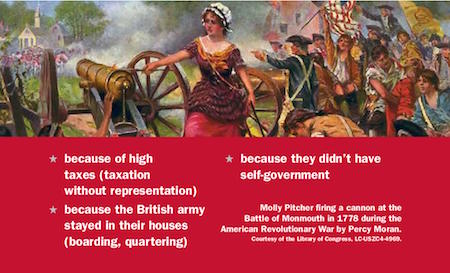 ★ because of high
taxes (taxation
without representation)
★ because the British army
stayed in their houses
(boarding, quartering)
★ because they didn’t have
self-government
Molly Pitcher firing a cannon at the
Battle of Monmouth in 1778 during the
American Revolutionary War by Percy Moran.
Courtesy of the Library of Congress, LC-USZC4-4969.